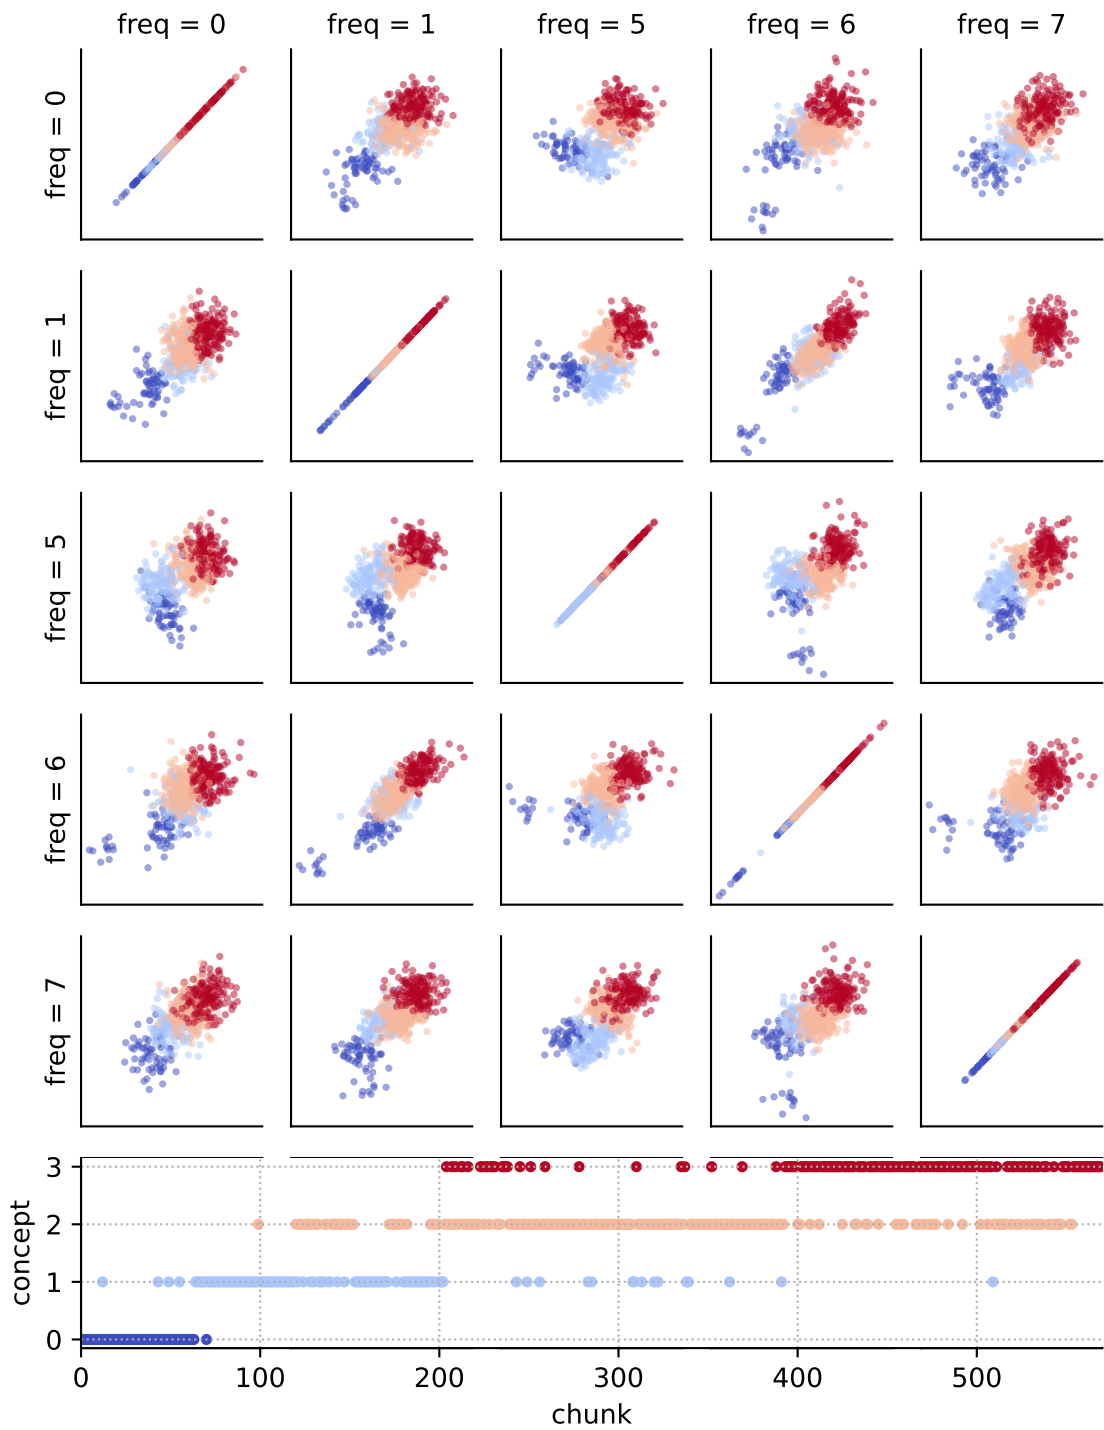 freq = 0 freq = 1 freq = 5 freq = 6 freq = 7
freq = 0
freq = 1
freq = 5
freq = 6
freq = 7
concept
3
2
1
0
0 100 200 300 400 500
chunk